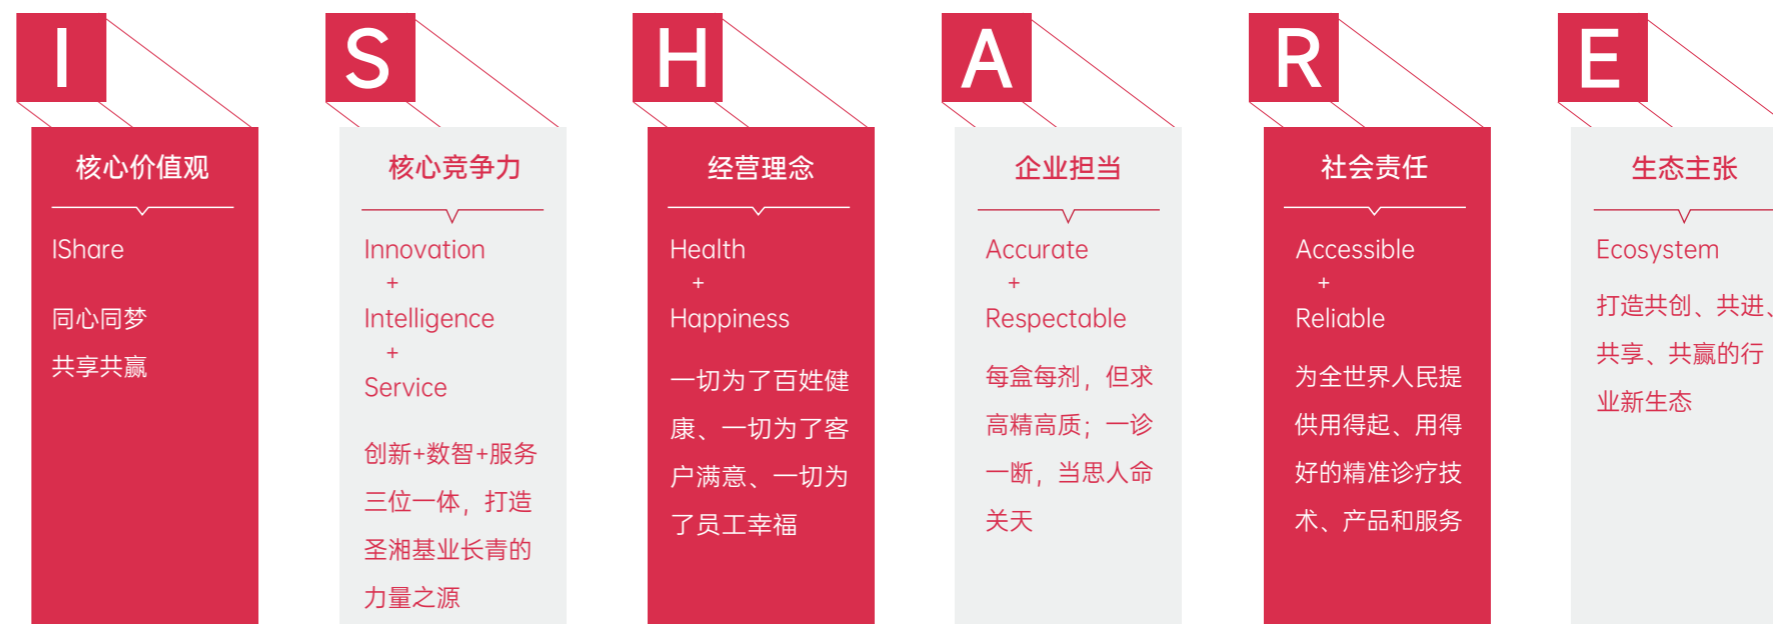 I
核心价值观
IShare
同心同梦
共享共赢
S
核心竞争力
Innovation
+
Intelligence
+
Service
创新+数智+服务
三位一体，打造
圣湘基业长青的
力量之源
H
经营理念
Health
+
Happiness
一切为了百姓健
康、一切为了客
户满意、一切为
了员工幸福
A
企业担当
Accurate
+
Respectable
每盒每剂，但求
高精高质；一诊
一断，当思人命
关天
R
社会责任
Accessible
+
Reliable
为全世界人民提
供用得起、用得
好的精准诊疗技
术、产品和服务
E
生态主张
Ecosystem
打造共创、共进、
共享、共赢的行
业新生态